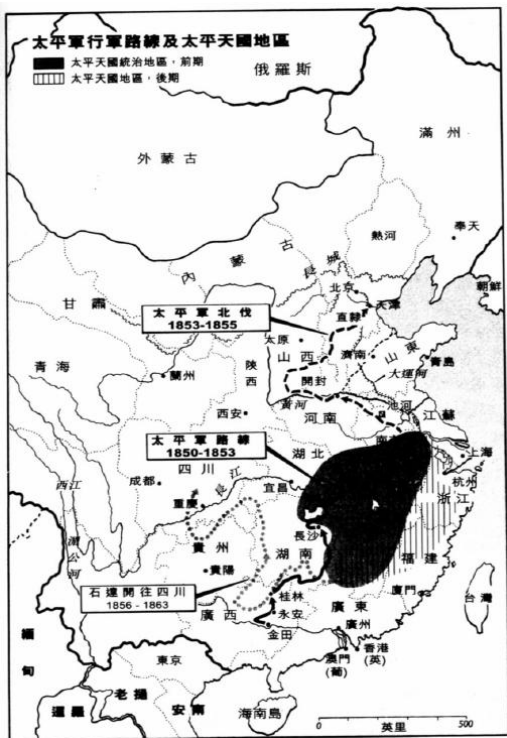 太平軍行軍路線及太平天國地區
太平天國統治地區，前期
太平天國地區，後期
俄羅斯
滿州
外蒙古
熱河
奉天
內蒙古
長城
北京
天津
朝鮮
甘肅
太平軍北伐
1853-1855
直隸
太原
山西
濟南
山東
青島
大運河
青海
蘭州
陝西
開封
黃河
河南
池河
江蘇
西安
太平軍路線
1850-1853
湖北
上海
四川
成都
長江
宜昌
杭州
浙江
西江
重慶
長沙
貴州
湖南
福建
貴陽
石達開往四川
1856 - 1863
桂林
廣西
永安
廣東
廈門
台灣
金田
廣州
緬甸
東京
澳門
(葡)
香港
(英)
老撾
安南
暹羅
海南島
0
500
英里